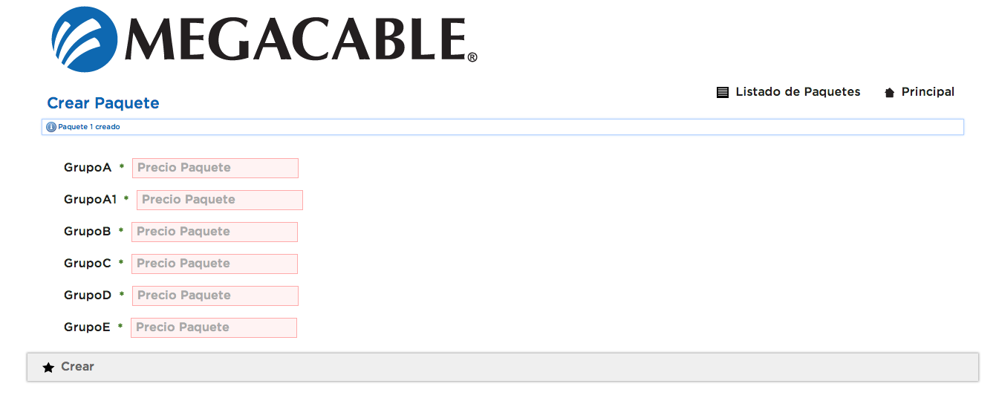 MEGACABLE®
Listado de Paquetes Principal
Crear Paquete
Paquete 1 creado
GrupoA * Precio Paquete
GrupoA1 * Precio Paquete
GrupoB * Precio Paquete
GrupoC * Precio Paquete
GrupoD * Precio Paquete
GrupoE * Precio Paquete
Crear